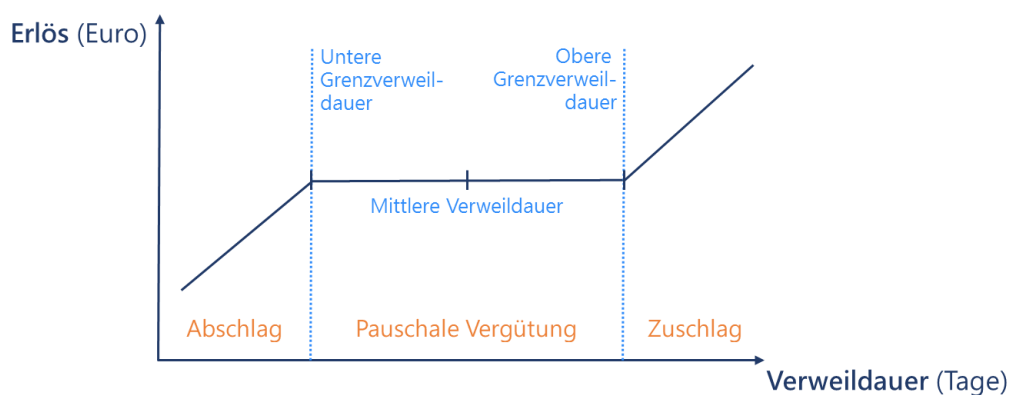 Erlös (Euro)
Untere
Grenzverweil-
dauer
Obere
Grenzverweil-
dauer
Mittlere Verweildauer
Abschlag
Pauschale Vergütung
Zuschlag
Verweildauer (Tage)